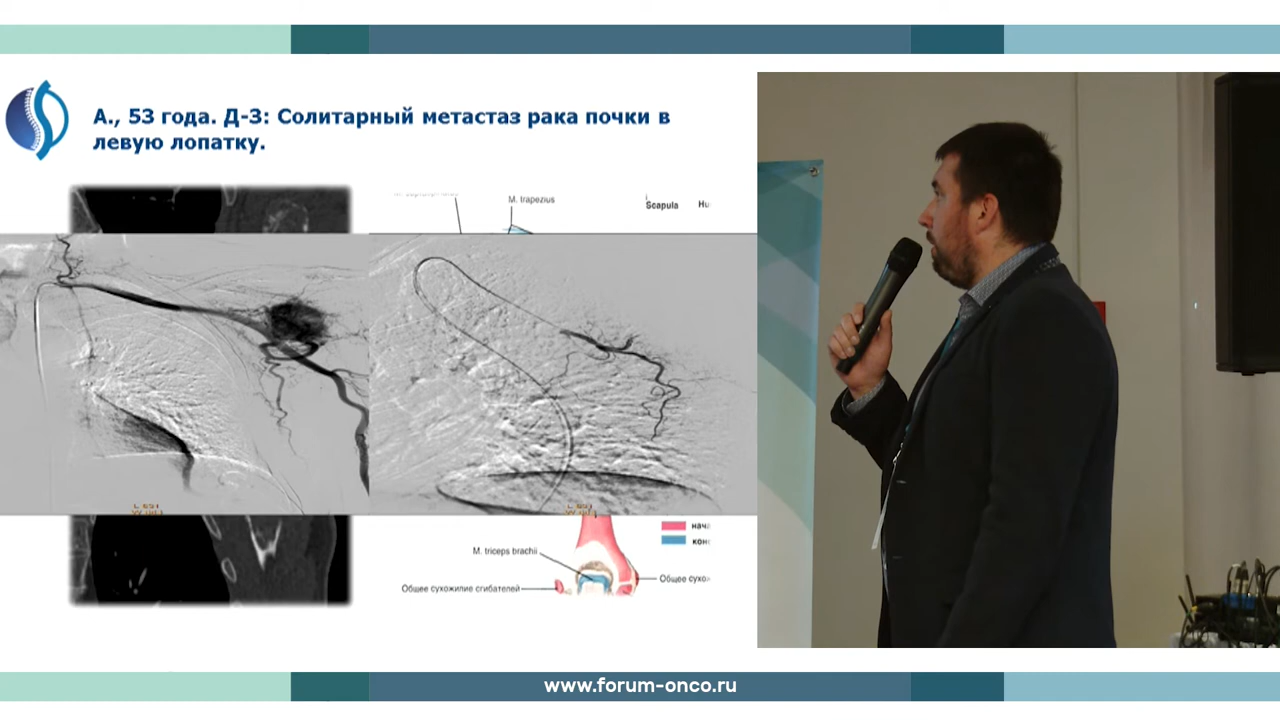 А., 53 года. Д-З: Солитарный метастаз рака почки в
левую лопатку.
M. trapezius
Scapula
M. triceps brachii
Общее сухожилие сгибателей
Общее
www.forum-onco.ru